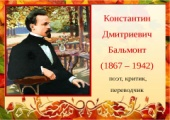 Константин
Дмитриевич
Бальмонт
(1867 – 1942)
поэт, критик,
переводчик